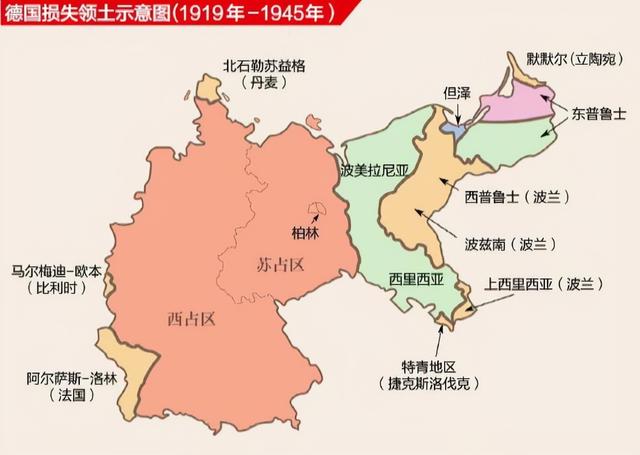 德国损失领土示意图(1919年-1945年)
北石勒苏益格
(丹麦)
默默尔(立陶宛)
但泽
东普鲁士
波美拉尼亚
西普鲁士(波兰)
柏林
波兹南(波兰)
苏占区
马尔梅迪-欧本
(比利时)
西里西亚
上西里西亚(波兰)
西占区
特青地区
(捷克斯洛伐克)
阿尔萨斯-洛林
(法国)